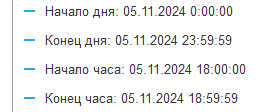 Начало дня: 05.11.2024 0:00:00
Конец дня: 05.11.2024 23:59:59
Начало часа: 05.11.2024 18:00:00
Конец часа: 05.11.2024 18:59:59